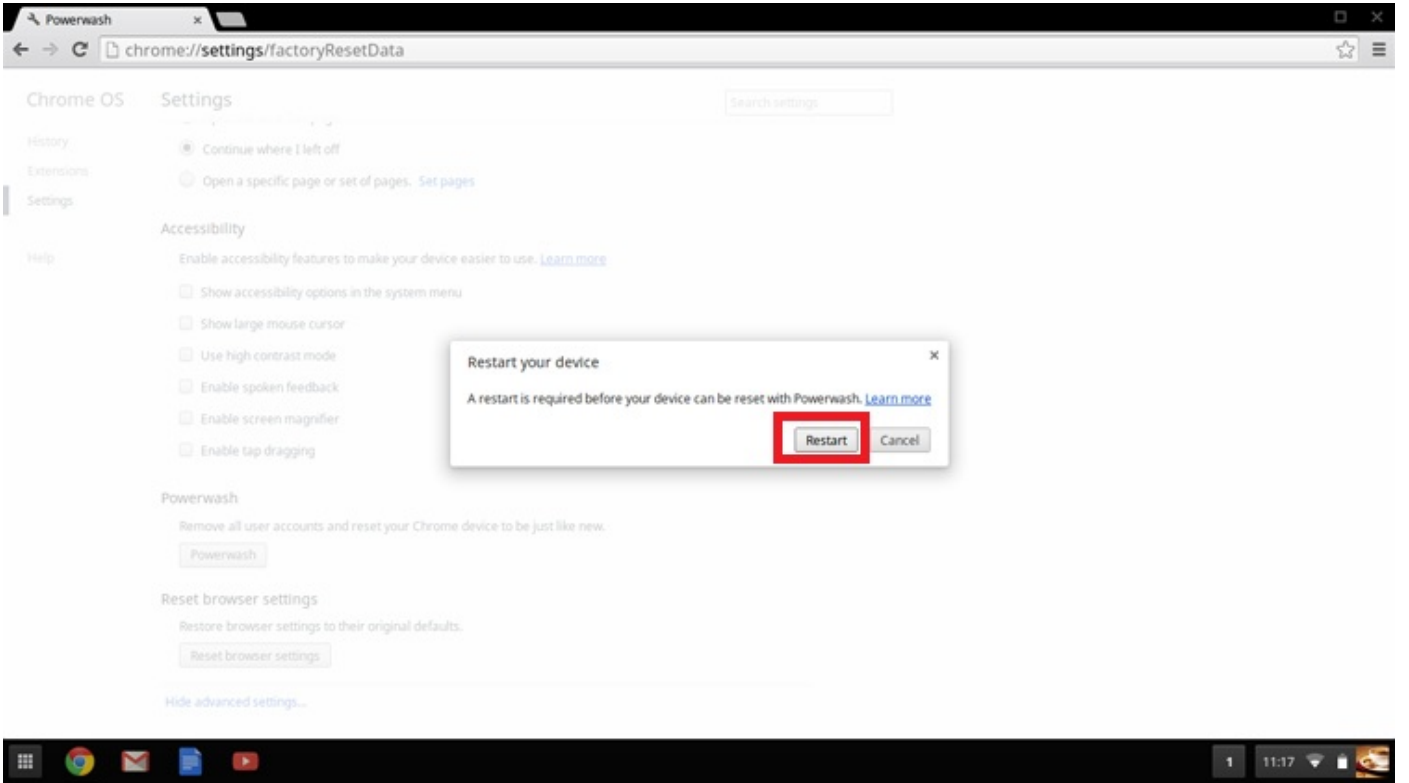 Powerwash
chrome://settings/factoryResetData
Chrome OS
Settings
Search settings
History
Continue where I left off
Extensions
Open a specific page or set of pages. Set pages
Settings
Accessibility
Help
Enable accessibility features to make your device easier to use. Learn more
Show accessibility options in the system menu
Show large mouse cursor
Use high contrast mode
Enable spoken feedback
Enable screen magnifier
Enable tap dragging
Restart your device
A restart is required before your device can be reset with Powerwash. Learn more
Restart
Cancel
Powerwash
Remove all user accounts and reset your Chrome device to be just like new.
Powerwash
Reset browser settings
Restore browser settings to their original defaults.
Reset browser settings
Hide advanced settings...
1
11:17